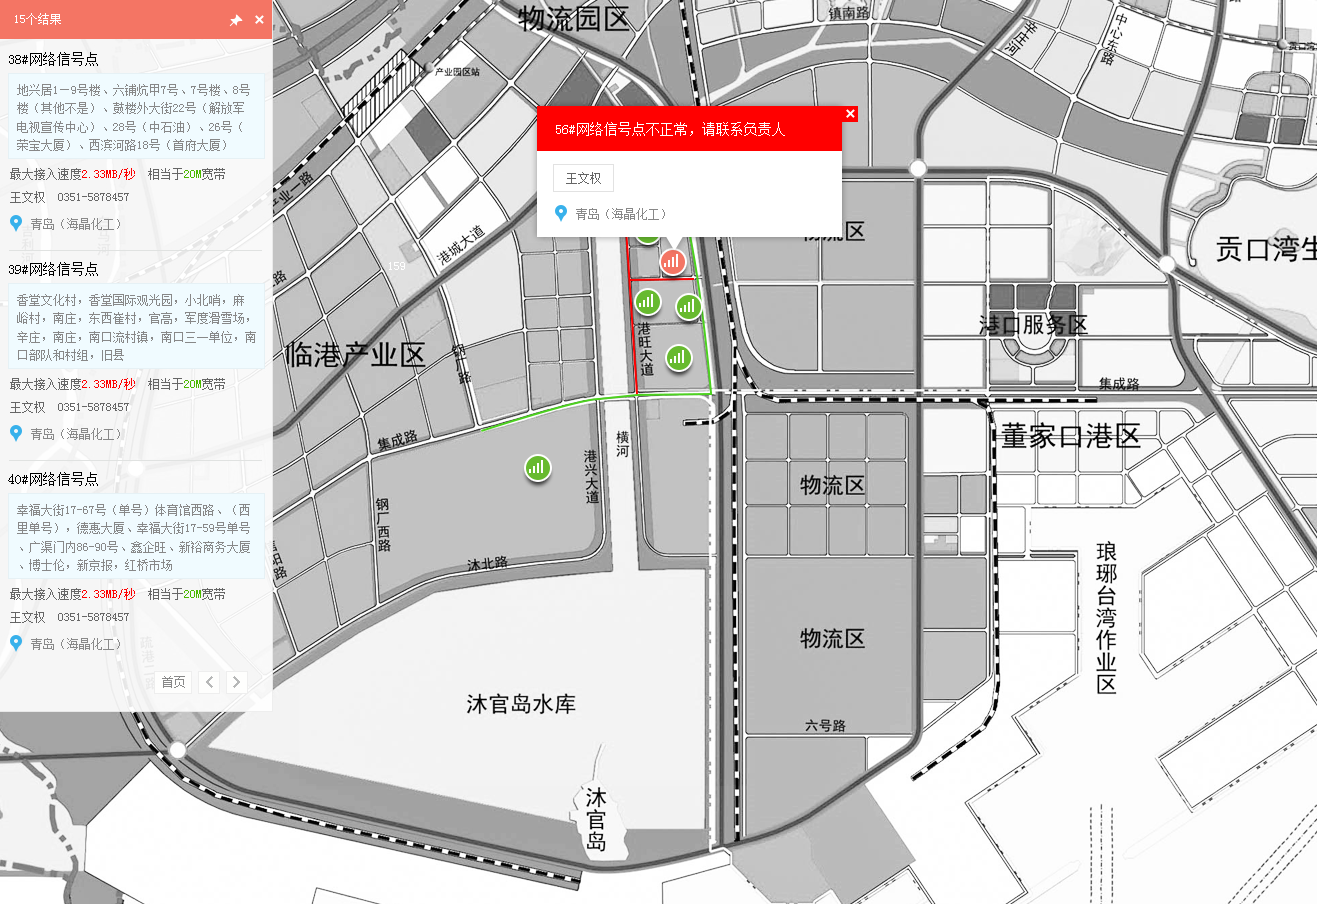 15个结果
38#网络信号点
地兴居1—9号楼、六铺炕甲7号、7号楼、8号
楼（其他不是）、鼓楼外大街22号（解放军
电视宣传中心）、28号（中石油）、26号（
荣宝大厦）、西滨河路18号（首府大厦）
最大接入速度2.33MB/秒 相当于20M宽带
王文权 0351-5878457
青岛（海晶化工）
39#网络信号点
香堂文化村，香堂国际观光园，小北哨，麻
峪村，南庄，东西崔村，官高，军度滑雪场，
辛庄，南庄，南口流村镇，南口三一单位，南
口部队和村组，旧县
最大接入速度2.33MB/秒 相当于20M宽带
王文权 0351-5878457
青岛（海晶化工）
40#网络信号点
幸福大街17-67号（单号）体育馆西路、（西
里单号），德惠大厦、幸福大街17-59号单号
、广渠门内86-90号、鑫企旺、新裕商务大厦
、博士伦，新京报，红桥市场
最大接入速度2.33MB/秒 相当于20M宽带
王文权 0351-5878457
青岛（海晶化工）
首页
56#网络信号点不正常，请联系负责人
王文权
青岛（海晶化工）
物流园区
镇南路
辛庄河
中心东路
产业园区站
业一路
港城大道
159
物流区
贡口湾生
港口服务区
临港产业区
钢厂路
港旺大道
集成路
集成路
董家口港区
横河
港兴大道
物流区
钢厂西路
沐北路
琅琊台湾作业区
物流区
沐官岛水库
六号路
沐官岛